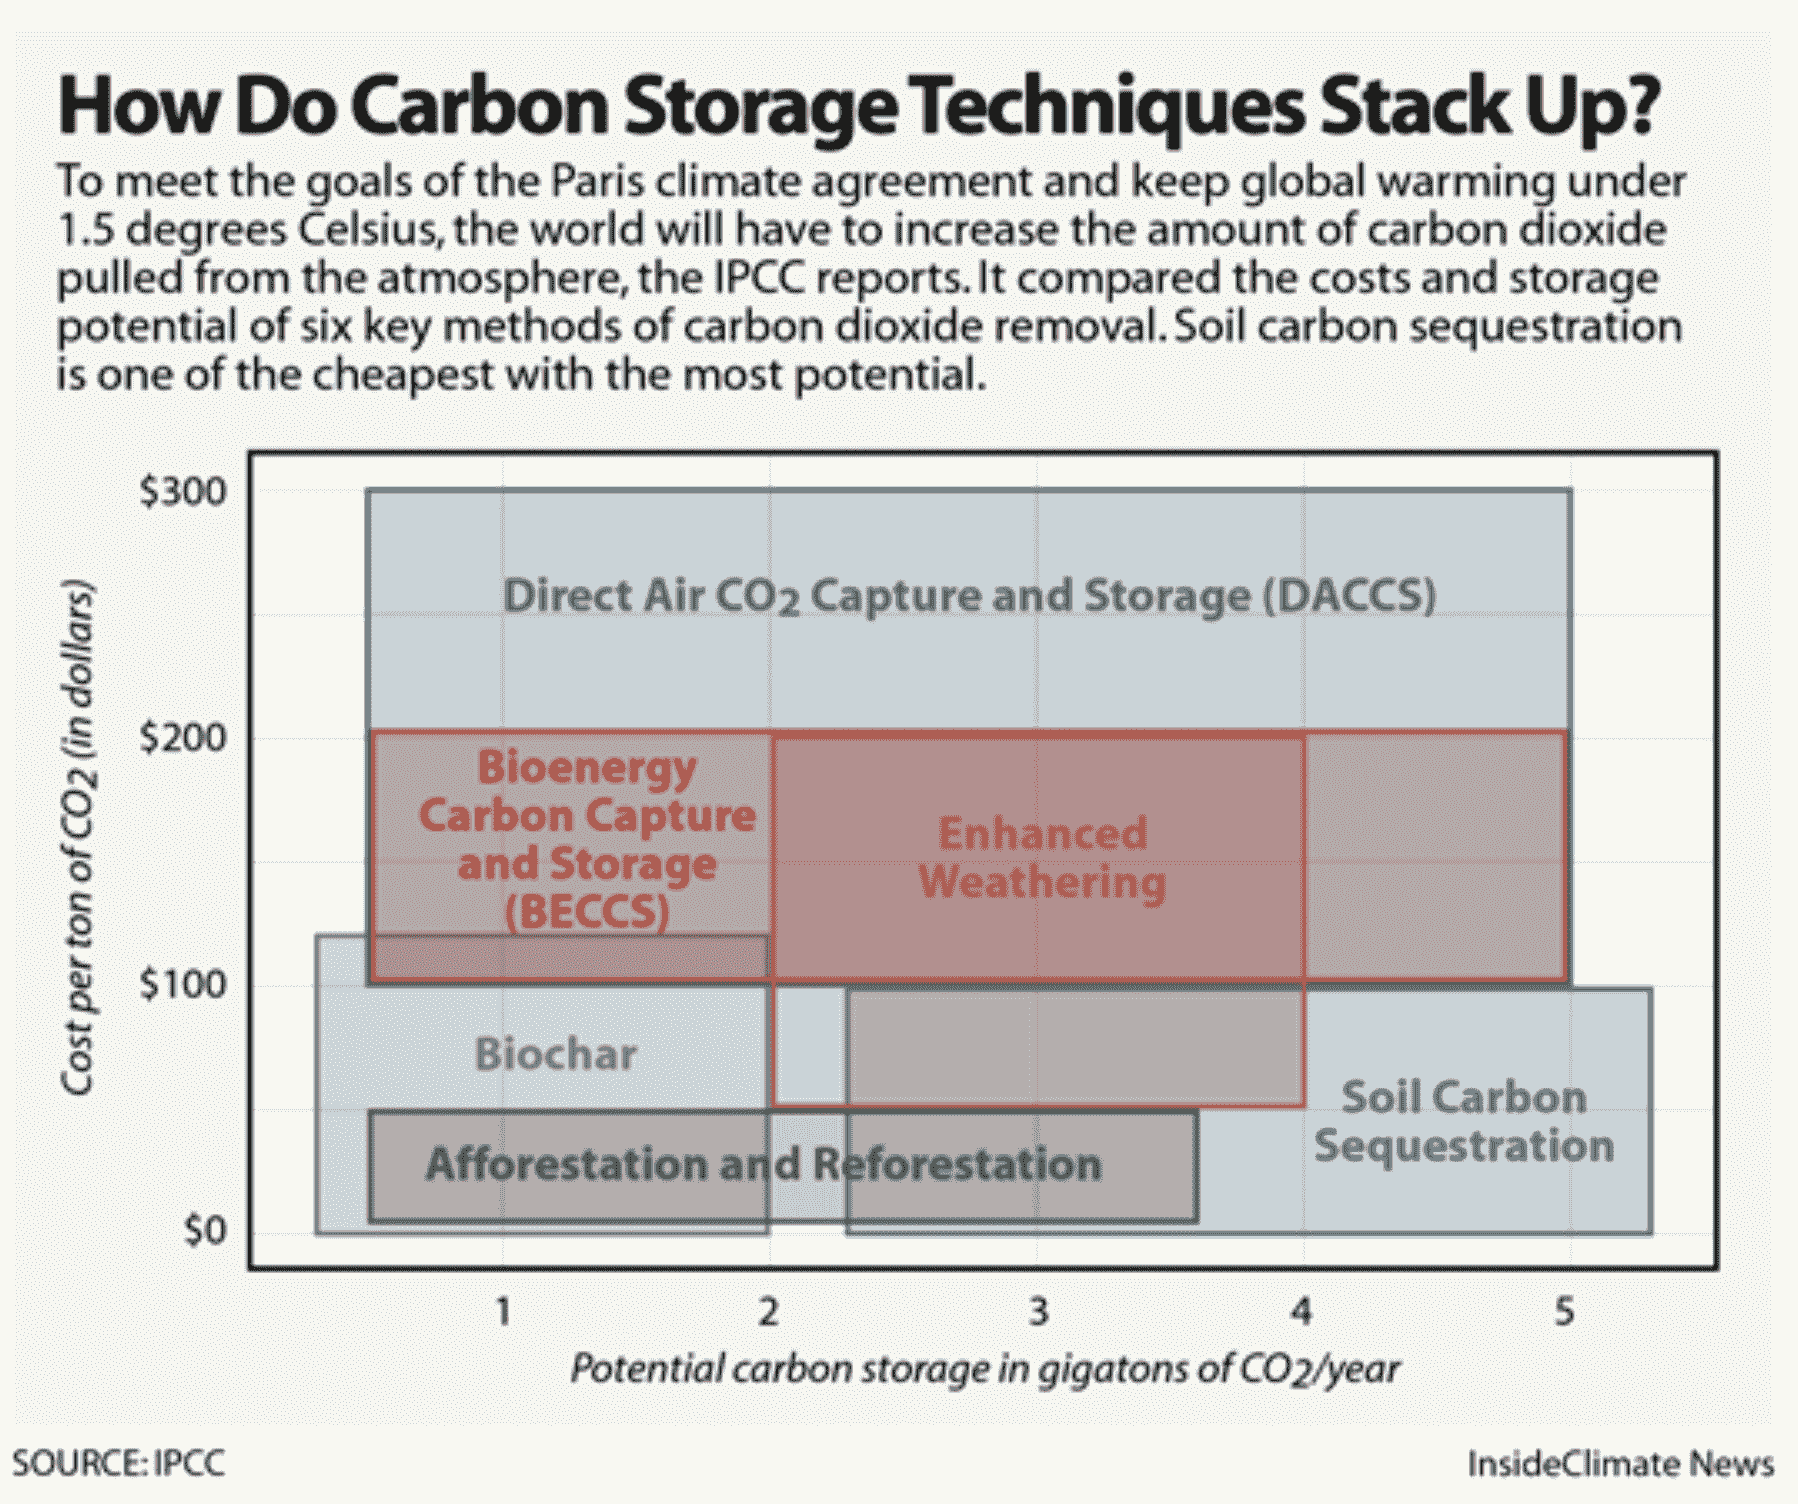 How Do Carbon Storage Techniques Stack Up?
To meet the goals of the Paris climate agreement and keep global warming under
1.5 degrees Celsius, the world will have to increase the amount of carbon dioxide
pulled from the atmosphere, the IPCC reports. It compared the costs and storage
potential of six key methods of carbon dioxide removal. Soil carbon sequestration
is one of the cheapest with the most potential.
Cost per ton of CO2 (in dollars)
$300
$200
$100
$0
Direct Air CO2 Capture and Storage (DACCS)
Bioenergy
Carbon Capture
and Storage
(BECCS)
Enhanced
Weathering
Biochar
Soil Carbon
Sequestration
Afforestation and Reforestation
1 2 3 4 5
Potential carbon storage in gigatons of CO2/year
SOURCE: IPCC
InsideClimate News